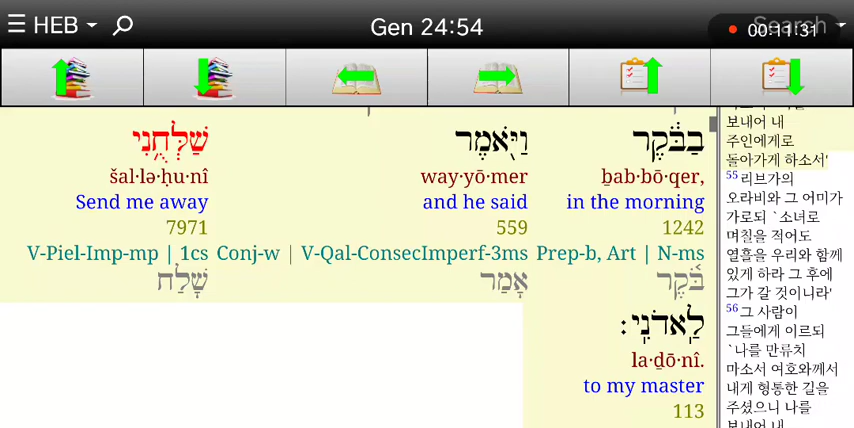 ☰ HEB
Gen 24:54
Search
00:11:31
בַּבֹּ֔קֶר וַיֹּ֖אמֶר שַׁלְּחֻ֥נִי
šal·lə·ḥu·nî way·yō·mer ḇab·bō·qer,
Send me away and he said in the morning
7971 559 1242
V-Piel-Imp-mp | 1cs Conj-w | V-Qal-ConsecImperf-3ms Prep-b, Art | N-ms
בֹּ֫קֶר אָמַר שָׁלַח
לַֽאדֹנִֽי׃
la·ḏō·nî.
to my master
113
보내어 내
주인에게로
돌아가게 하소서'
55 리브가의
오라비와 그 어미가
가로되 `소녀로
며칠을 적어도
열흘을 우리와 함께
있게 하라 그 후에
그가 갈 것이니라'
56 그 사람이
그들에게 이르되
`나를 만류치
마소서 여호와께서
내게 형통한 길을
주셨으니 나를
보내어 내